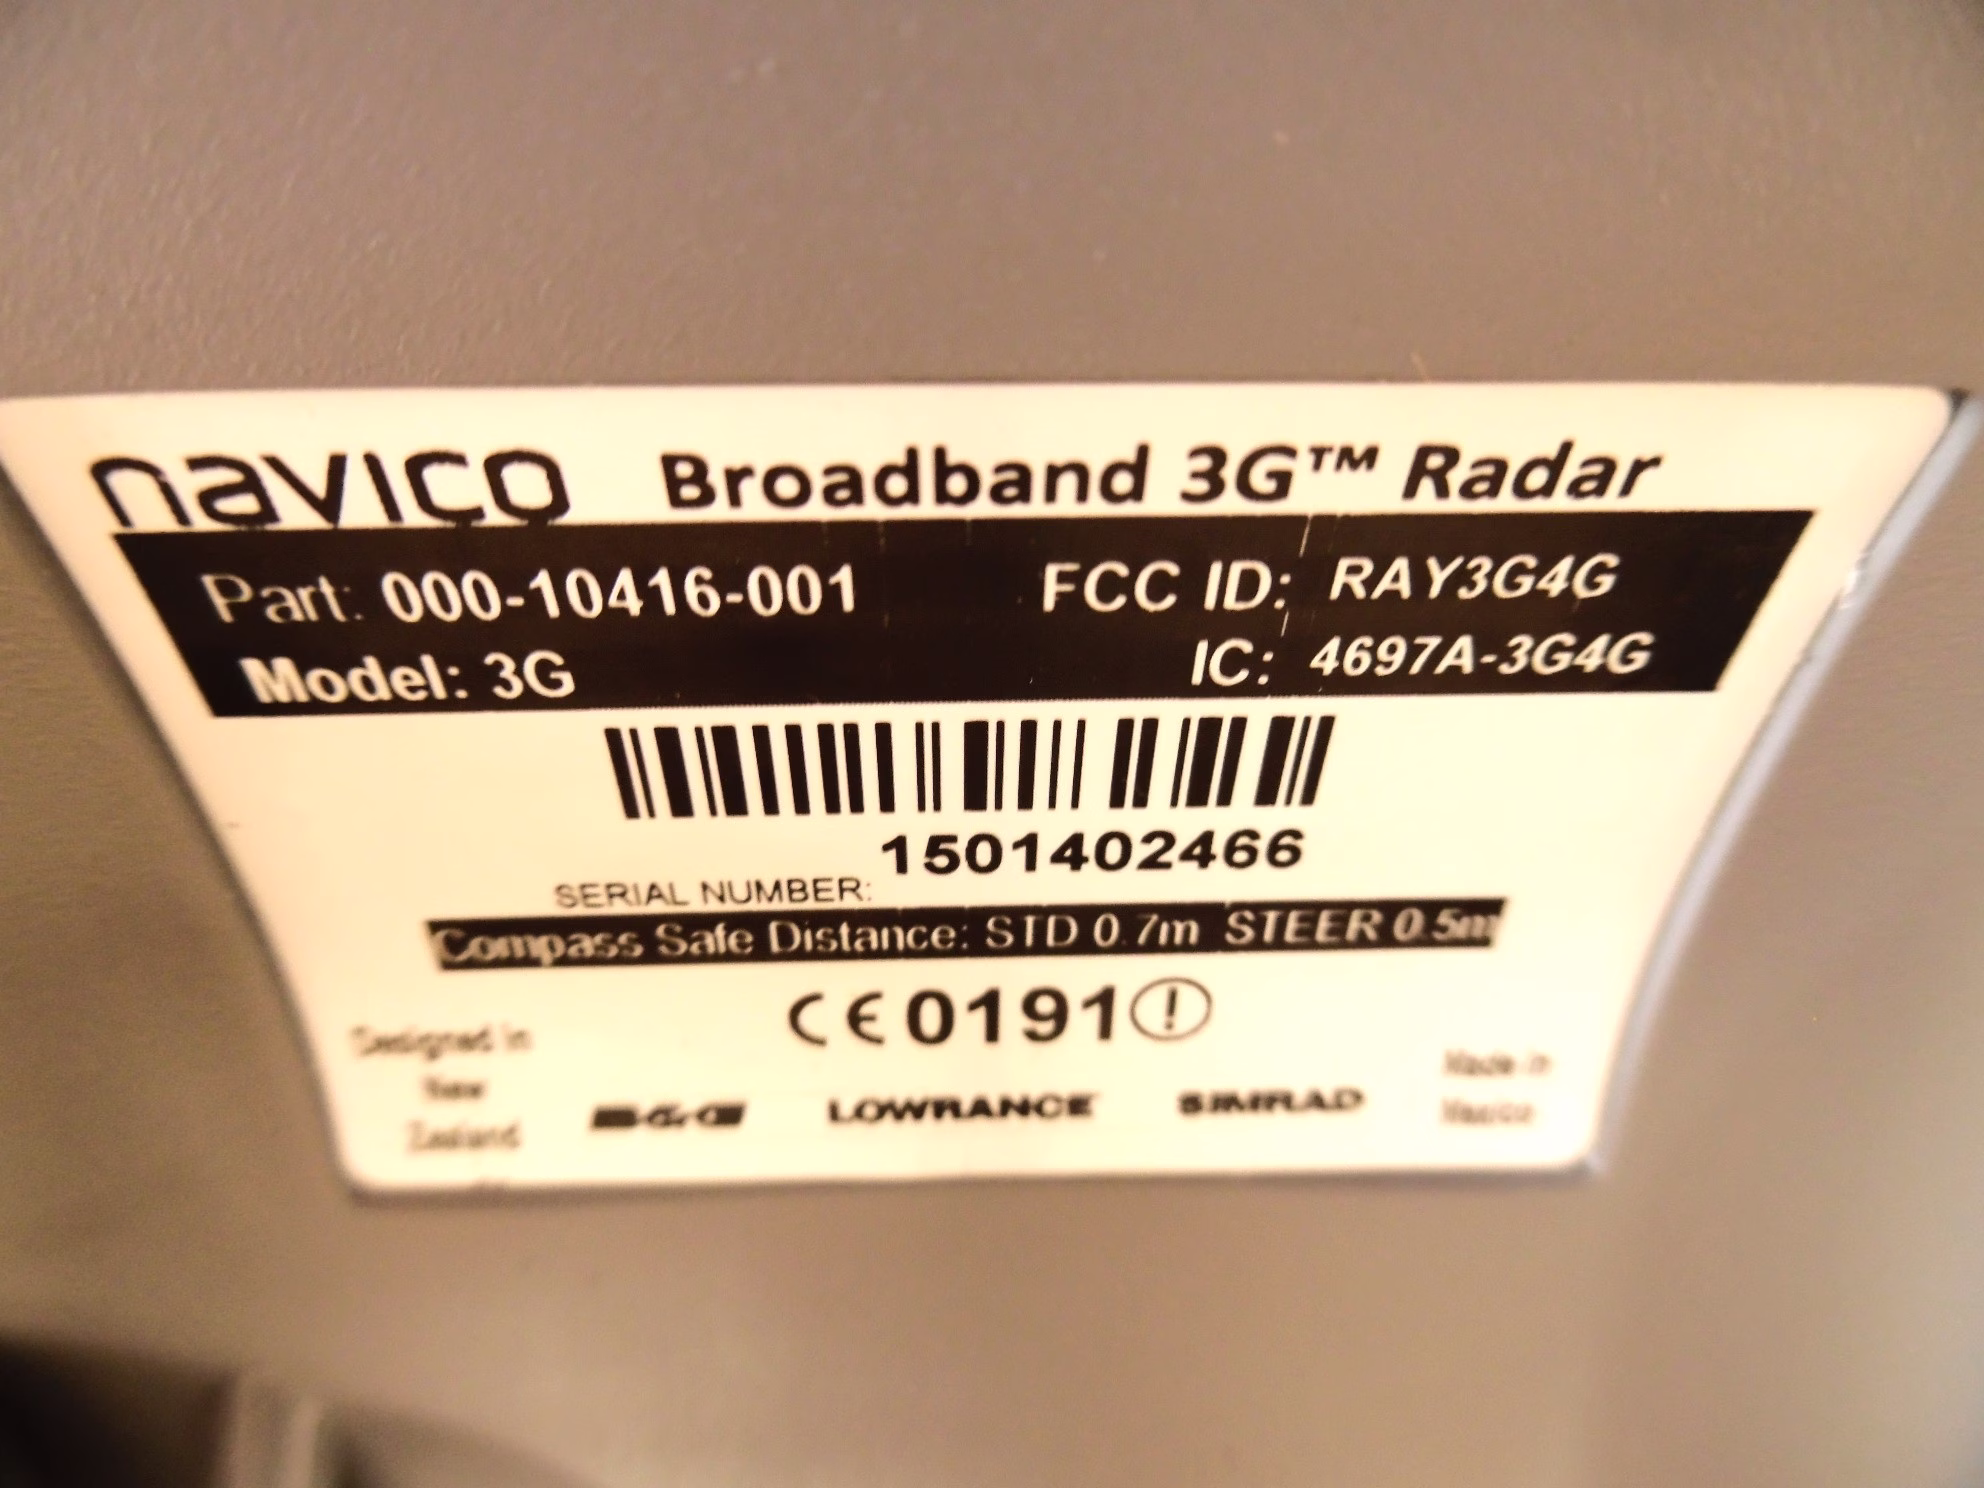 navico Broadband 3G™ Radar
Part: 000-10416-001 FCC ID: RAY3G4G
Model: 3G IC: 4697A-3G4G
1501402466
SERIAL NUMBER:
Compass Safe Distance: STD 0.7m STEER 0.5m
CE0191!
Designed in
New
Zealand
B&G LOWRANCE SIMRAD
Made in
Mexico